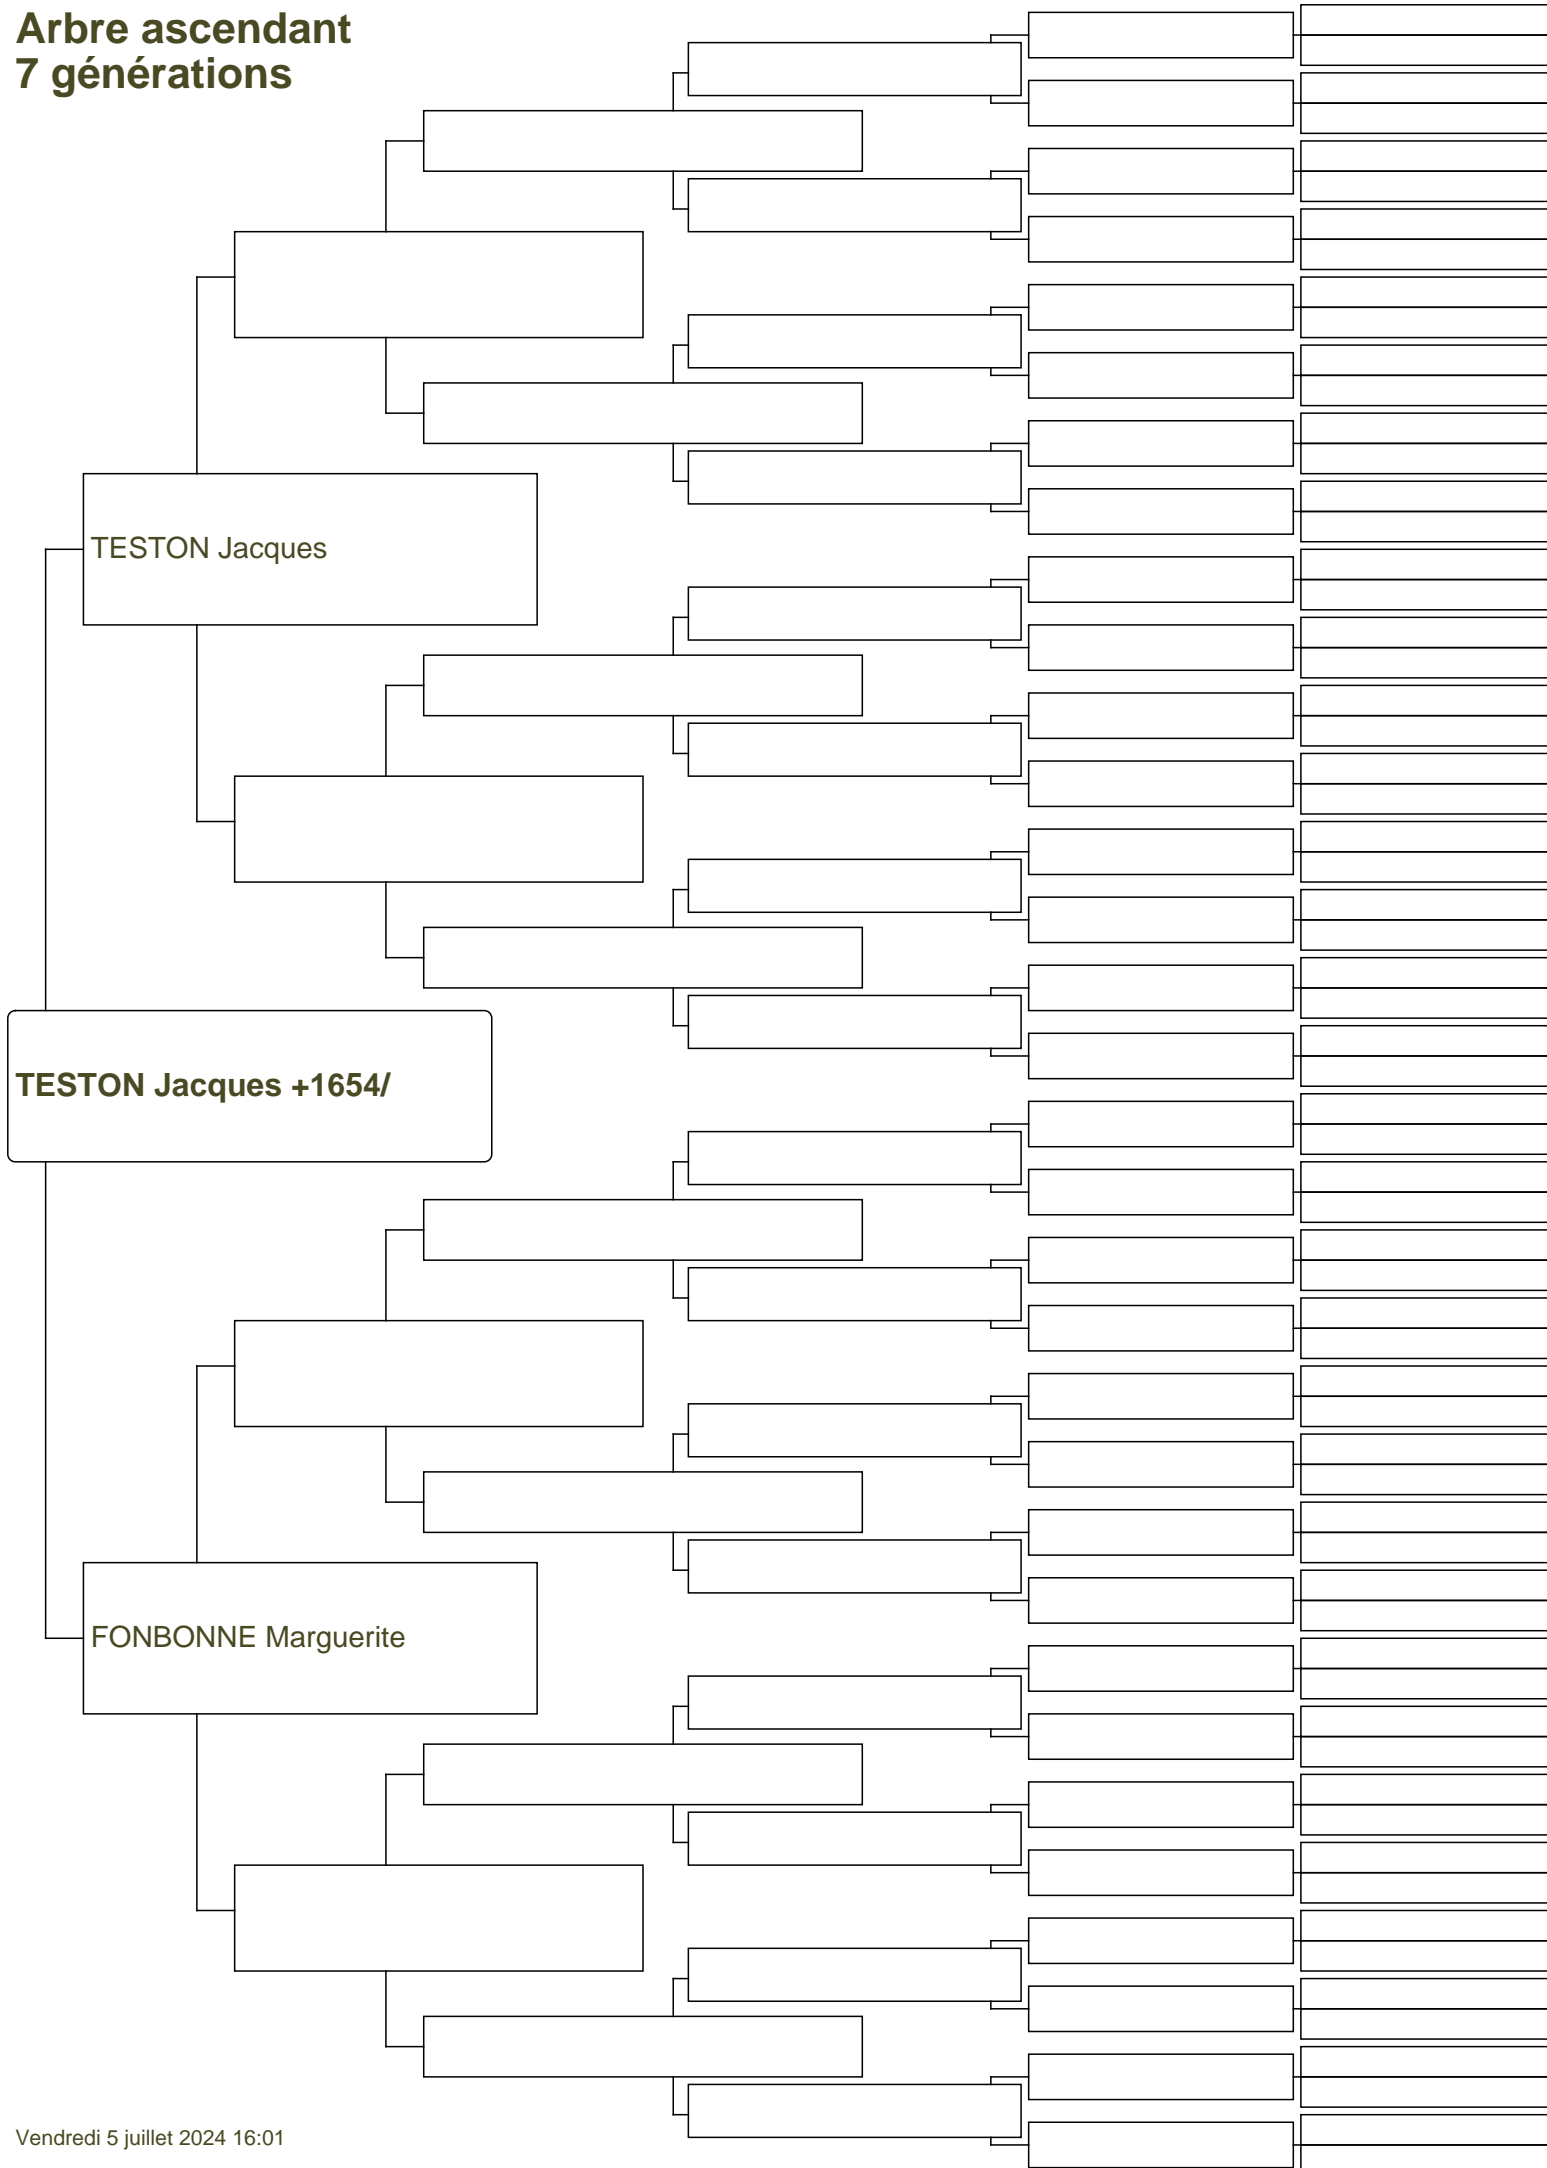 Arbre ascendant
7 générations
TESTON Jacques
TESTON Jacques +1654/
FONBONNE Marguerite
Vendredi 5 juillet 2024 16:01